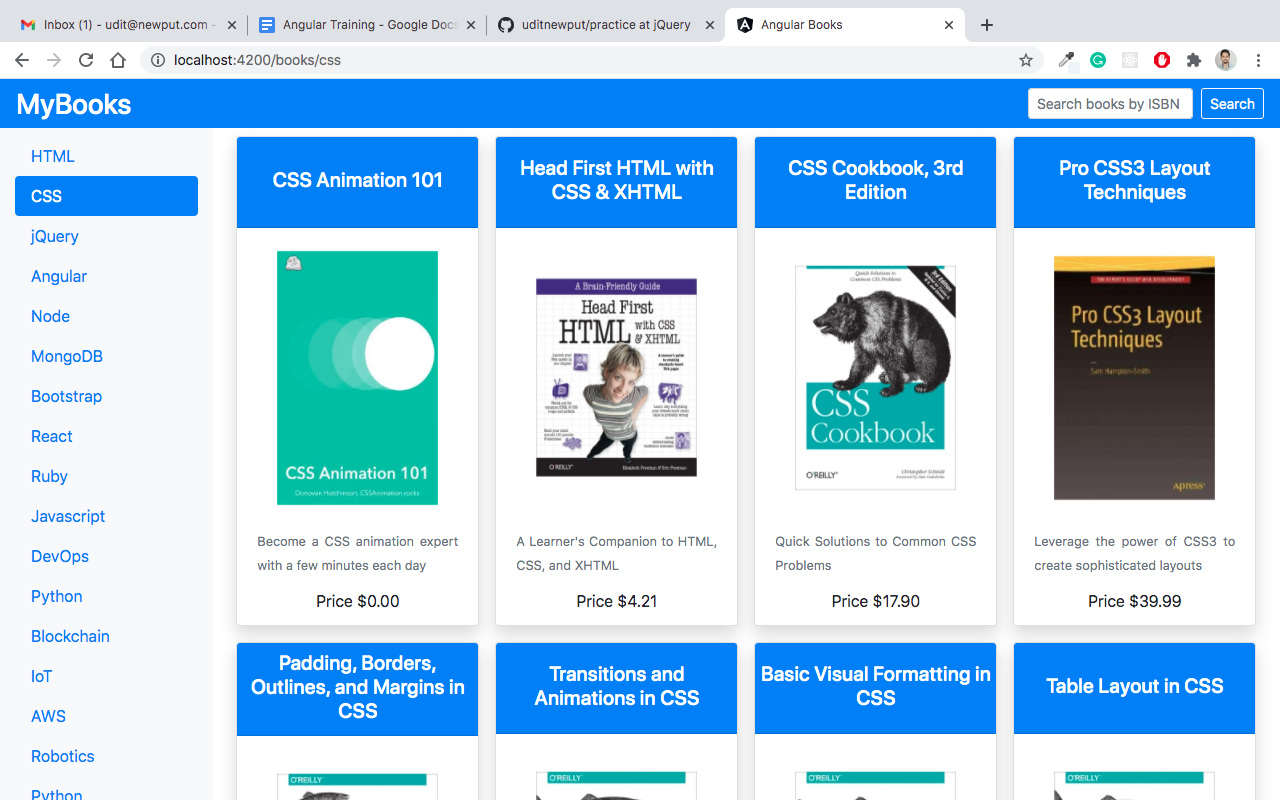 Inbox (1) - udit@newput.com -
Angular Training - Google Docs
uditnewput/practice at jQuery
Angular Books
localhost:4200/books/css
MyBooks
Search books by ISBN
Search
HTML
CSS
jQuery
Angular
Node
MongoDB
Bootstrap
React
Ruby
Javascript
DevOps
Python
Blockchain
IoT
AWS
Robotics
Python
CSS Animation 101
CSS Animation 101
Donovan Hutchinson, CSSAnimation.rocks
Become a CSS animation expert
with a few minutes each day
Price $0.00
Head First HTML with
CSS & XHTML
A Brain-Friendly Guide
Head First
HTML with CSS
& XHTML
O'REILLY
Elisabeth Freeman & Eric Freeman
A Learner's Companion to HTML,
CSS, and XHTML
Price $4.21
CSS Cookbook, 3rd
Edition
Quick Solutions to
Common CSS Problems
3rd Edition
CSS
Cookbook
O'REILLY
Christopher Schmitt
Quick Solutions to Common CSS
Problems
Price $17.90
Pro CSS3 Layout
Techniques
Pro CSS3 Layout
Techniques
Sam Hampton-Smith
Apress
Leverage the power of CSS3 to
create sophisticated layouts
Price $39.99
Padding, Borders,
Outlines, and Margins in
CSS
O'REILLY
Transitions and
Animations in CSS
O'REILLY
Basic Visual Formatting in
CSS
O'REILLY
Table Layout in CSS
O'REILLY